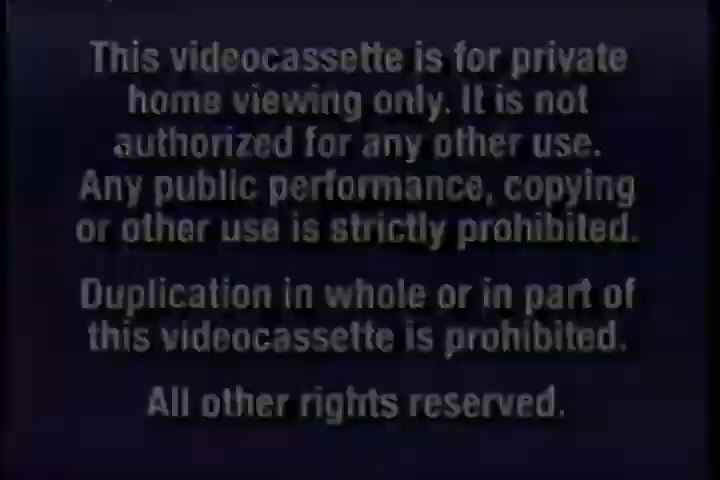 This videocassette is for private
home viewing only. It is not
authorized for any other use.
Any public performance, copying
or other use is strictly prohibited.
Duplication in whole or in part of
this videocassette is prohibited.
All other rights reserved.